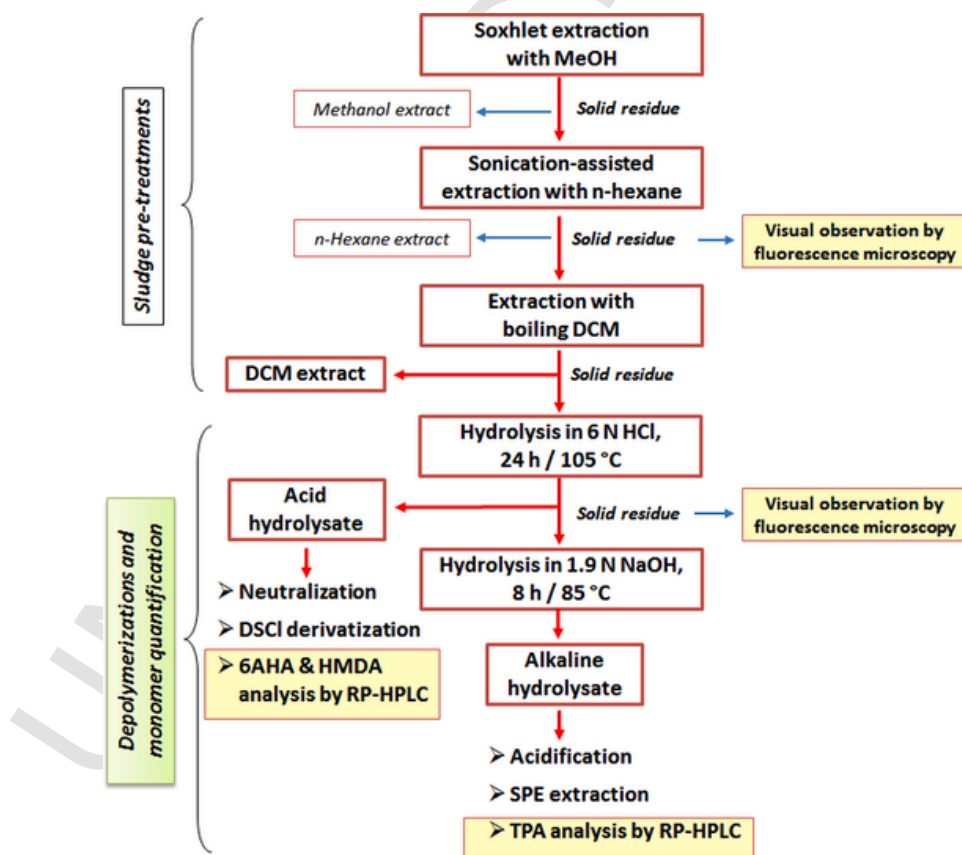 Soxhlet extraction
with MeOH
Methanol extract
Solid residue
Sonication-assisted
extraction with n-hexane
n-Hexane extract
Solid residue
Visual observation by
fluorescence microscopy
Extraction with
boiling DCM
DCM extract
Solid residue
Sludge pre-treatments
Hydrolysis in 6 N HCl,
24 h / 105 °C
Acid
hydrolysate
Solid residue
Visual observation by
fluorescence microscopy
Hydrolysis in 1.9 N NaOH,
8 h / 85 °C
➢ Neutralization
➢ DSCl derivatization
➢ 6AHA & HMDA
analysis by RP-HPLC
Alkaline
hydrolysate
➢ Acidification
➢ SPE extraction
➢ TPA analysis by RP-HPLC
Depolymerizations and
monomer quantification